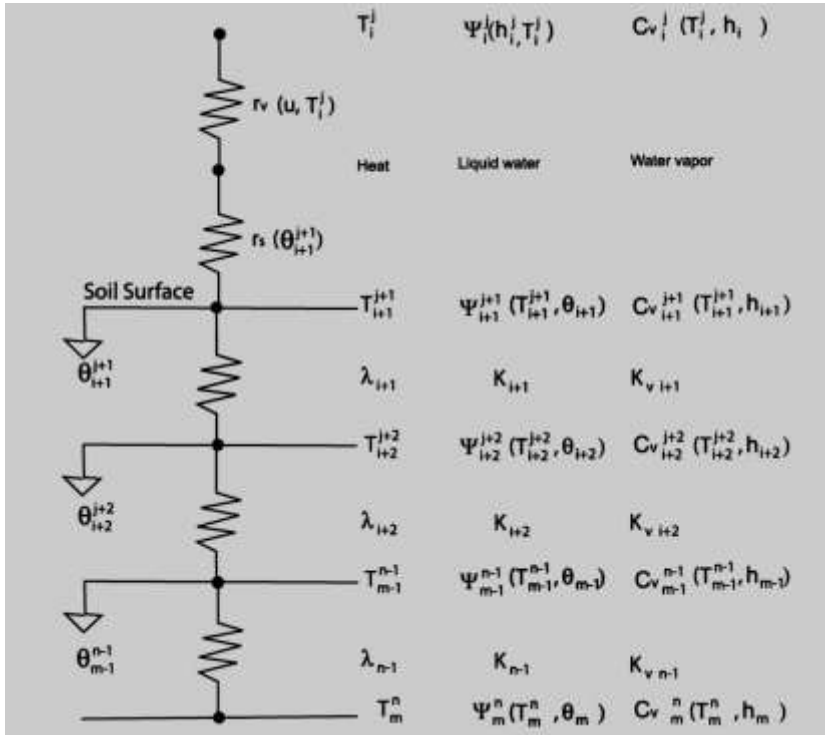 T_i^j Ψ_i^j(h_i^j, T_i^j) C_v_i^j (T_i^j, h_i )
r_v (u, T_i^j)
Heat Liquid water Water vapor
r_s (θ_{i+1}^{j+1})
Soil Surface T_{i+1}^{j+1} Ψ_{i+1}^{j+1} (T_{i+1}^{j+1}, θ_{i+1}) C_v_{i+1}^{j+1} (T_{i+1}^{j+1}, h_{i+1})
θ_{i+1}^{j+1} λ_{i+1} K_{i+1} K_{v i+1}
T_{i+2}^{j+2} Ψ_{i+2}^{j+2} (T_{i+2}^{j+2}, θ_{i+2}) C_v_{i+2}^{j+2} (T_{i+2}^{j+2}, h_{i+2})
θ_{i+2}^{j+2} λ_{i+2} K_{i+2} K_{v i+2}
T_{m-1}^{n-1} Ψ_{m-1}^{n-1} (T_{m-1}^{n-1}, θ_{m-1}) C_v_{m-1}^{n-1} (T_{m-1}^{n-1}, h_{m-1})
θ_{m-1}^{n-1} λ_{n-1} K_{n-1} K_{v n-1}
T_m^n Ψ_m^n (T_m^n, θ_m ) C_v_m^n (T_m^n, h_m )